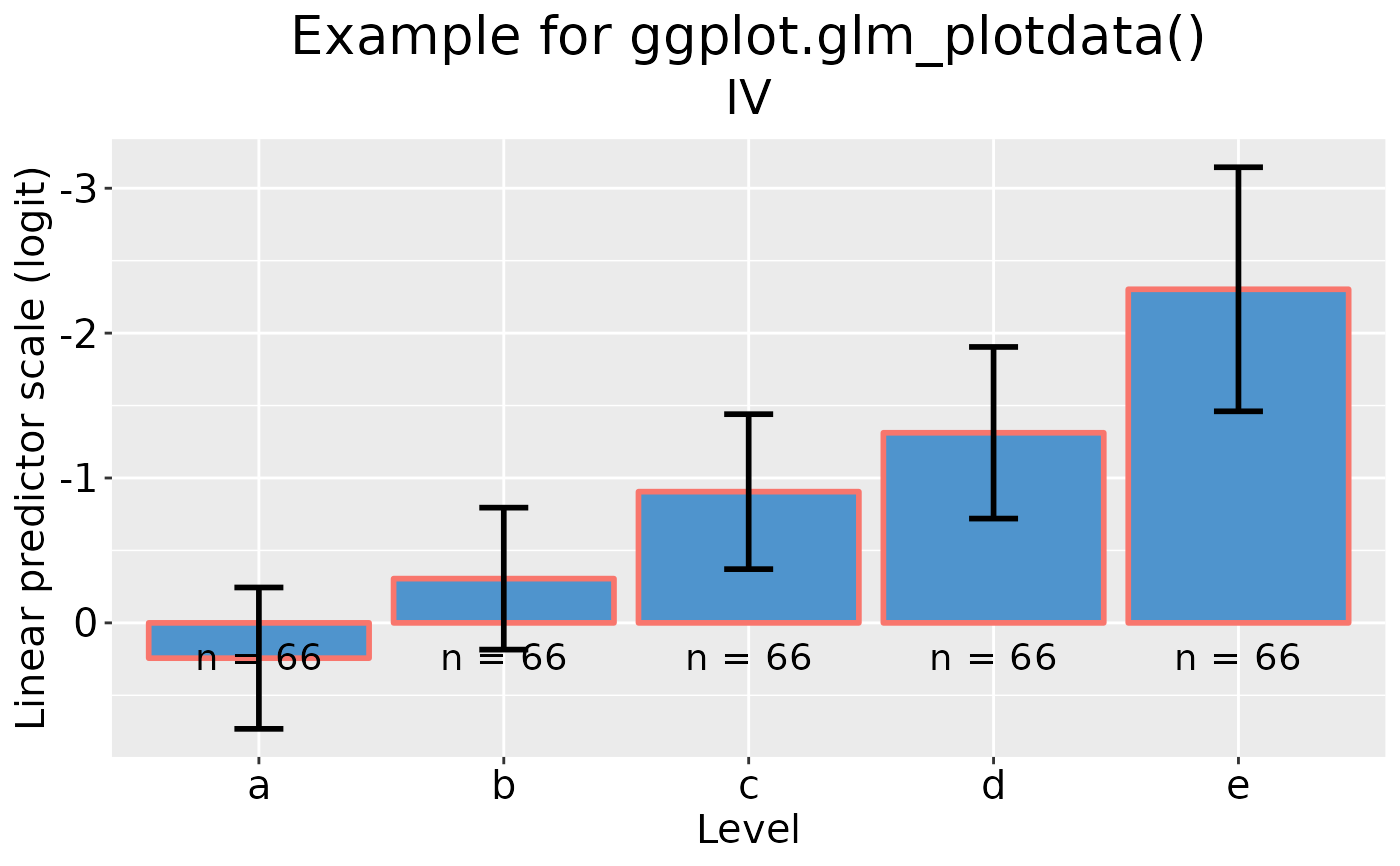 Example for ggplot.glm_plotdata()
IV
Linear predictor scale (logit)
-3
-2
-1
0
n = 66 n = 66 n = 66 n = 66 n = 66
a b c d e
Level